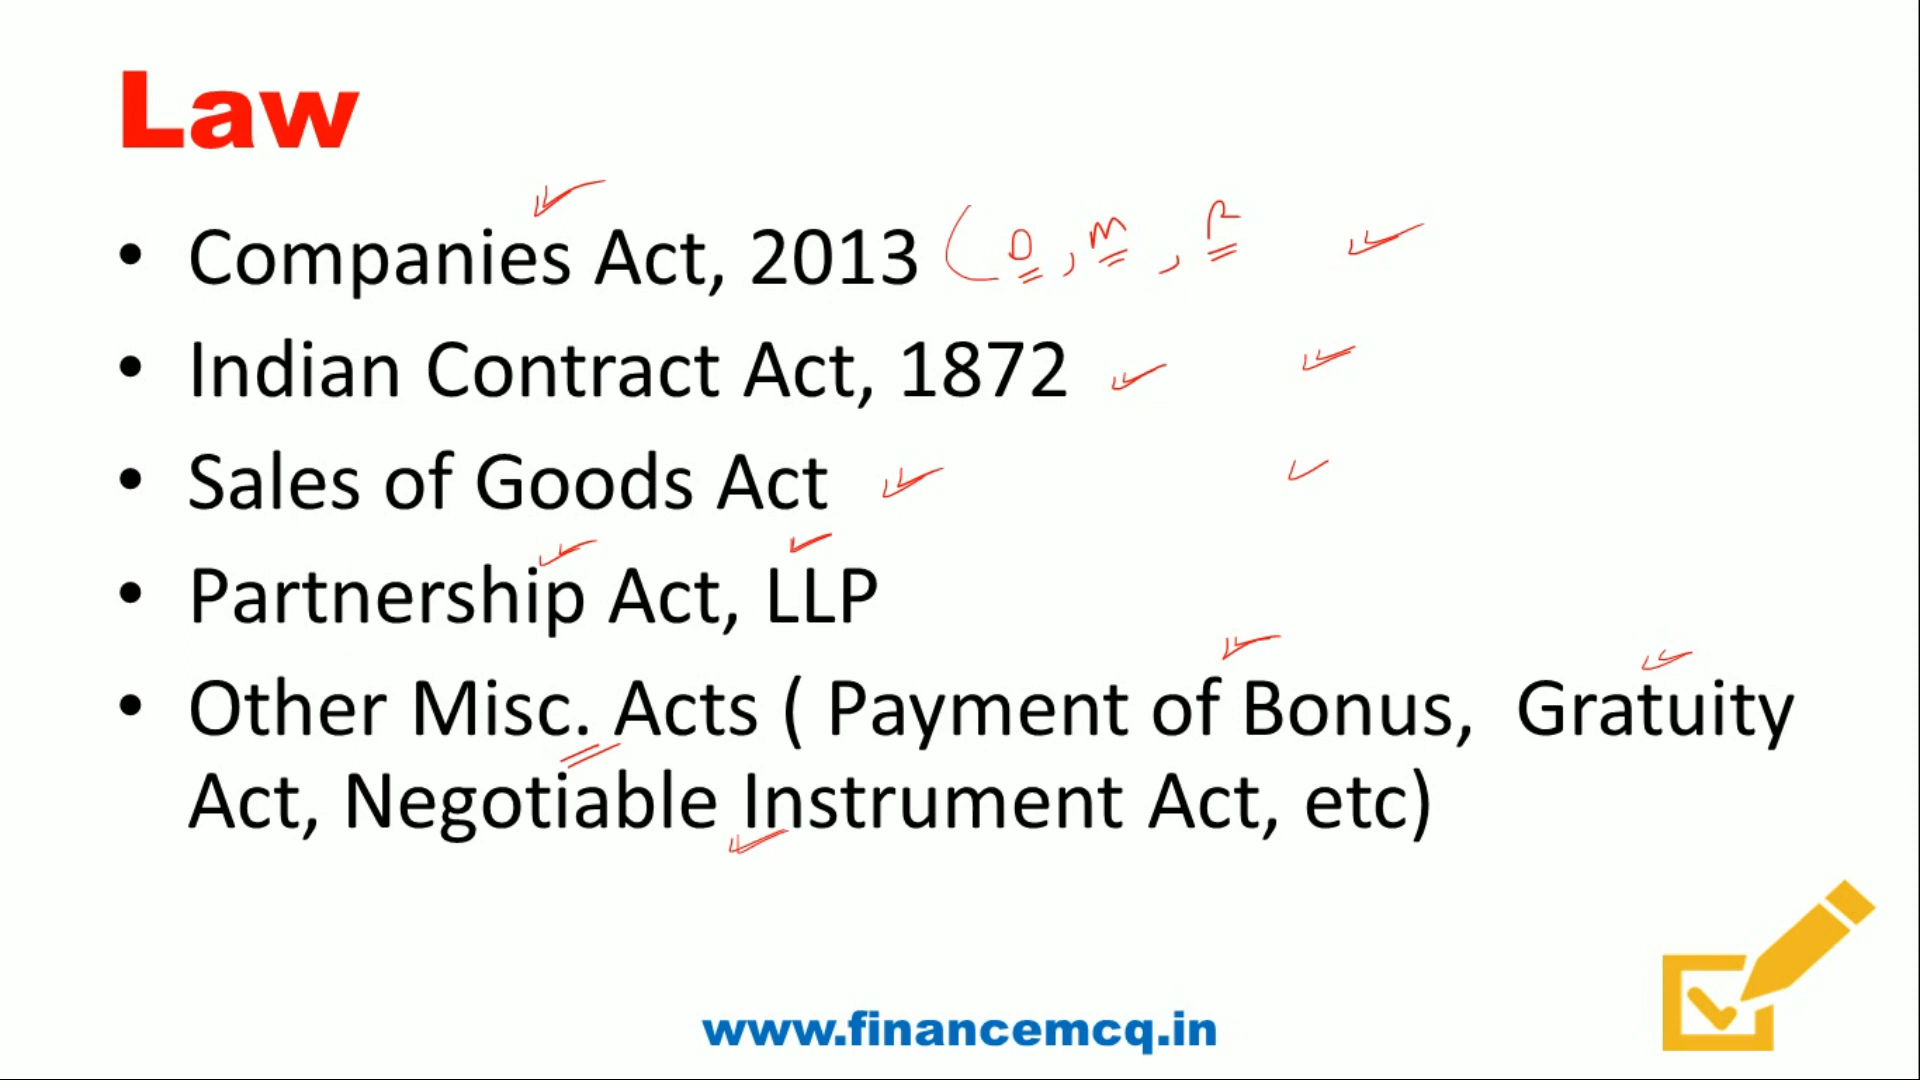 Law
• Companies Act, 2013 ( D, M, R
• Indian Contract Act, 1872
• Sales of Goods Act
• Partnership Act, LLP
• Other Misc. Acts ( Payment of Bonus, Gratuity
Act, Negotiable Instrument Act, etc)
www.financemcq.in